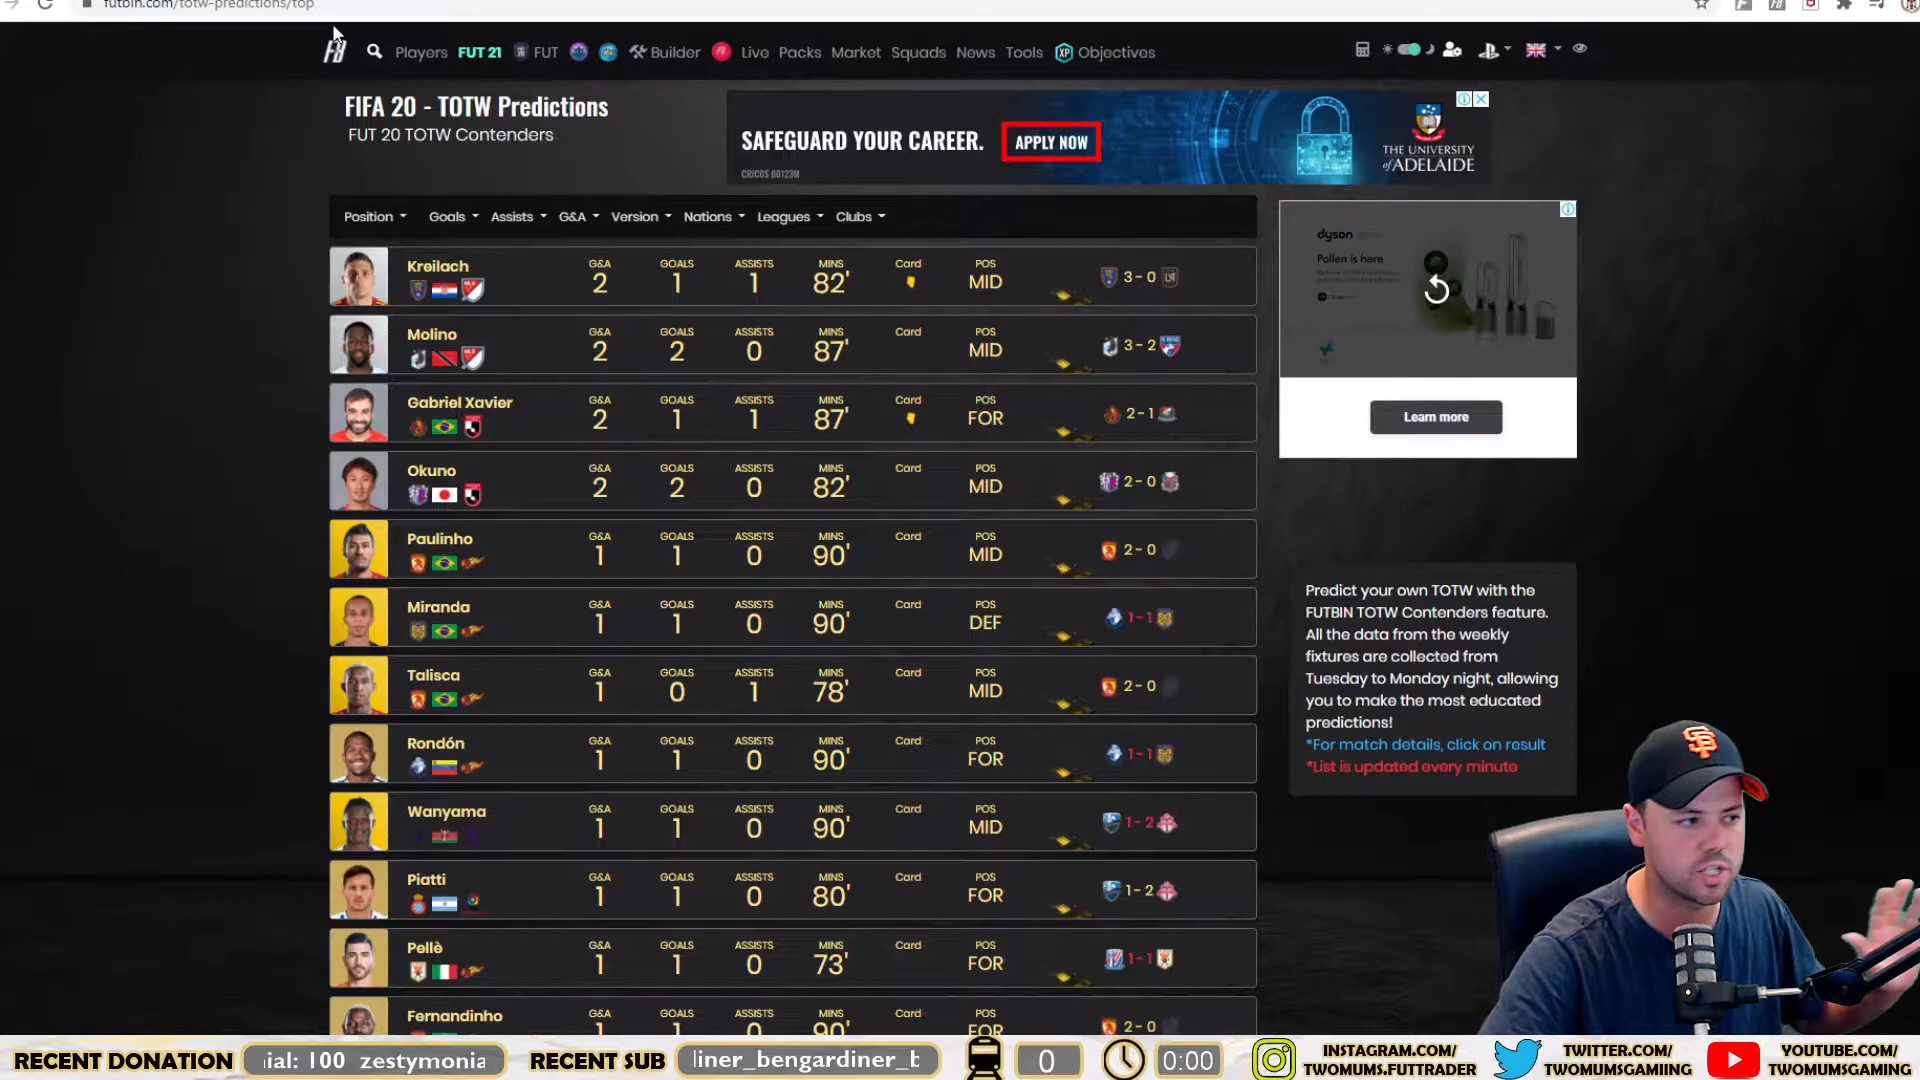 futbin.com/totw-predictions/top
Players FUT 21 FUT Builder Live Packs Market Squads News Tools XP Objectives
FIFA 20 - TOTW Predictions
FUT 20 TOTW Contenders
SAFEGUARD YOUR CAREER. APPLY NOW
CRICOS 00123M
THE UNIVERSITY
of ADELAIDE
Position Goals Assists G&A Version Nations Leagues Clubs
Kreilach G&A 2 GOALS 1 ASSISTS 1 MINS 82' Card POS MID 3 - 0
Molino G&A 2 GOALS 2 ASSISTS 0 MINS 87' Card POS MID 3 - 2
Gabriel Xavier G&A 2 GOALS 1 ASSISTS 1 MINS 87' Card POS FOR 2 - 1
Okuno G&A 2 GOALS 2 ASSISTS 0 MINS 82' Card POS MID 2 - 0
Paulinho G&A 1 GOALS 1 ASSISTS 0 MINS 90' Card POS MID 2 - 0
Miranda G&A 1 GOALS 1 ASSISTS 0 MINS 90' Card POS DEF 1 - 1
Talisca G&A 1 GOALS 0 ASSISTS 1 MINS 78' Card POS MID 2 - 0
Rondón G&A 1 GOALS 1 ASSISTS 0 MINS 90' Card POS FOR 1 - 1
Wanyama G&A 1 GOALS 1 ASSISTS 0 MINS 90' Card POS MID 1 - 2
Piatti G&A 1 GOALS 1 ASSISTS 0 MINS 80' Card POS FOR 1 - 2
Pellè G&A 1 GOALS 1 ASSISTS 0 MINS 73' Card POS FOR 1 - 1
Fernandinho G&A 1 GOALS 1 ASSISTS 0 MINS 90' Card POS FOR 2 - 0
dyson
Pollen is here
Learn more
Predict your own TOTW with the
FUTBIN TOTW Contenders feature.
All the data from the weekly
fixtures are collected from
Tuesday to Monday night, allowing
you to make the most educated
predictions!
*For match details, click on result
*List is updated every minute
RECENT DONATION ial: 100 zestymonia RECENT SUB liner_bengardiner_b 0 0:00
INSTAGRAM.COM/
TWOMUMS.FUTTRADER
TWITTER.COM/
TWOMUMSGAMIING
YOUTUBE.COM/
TWOMUMSGAMING